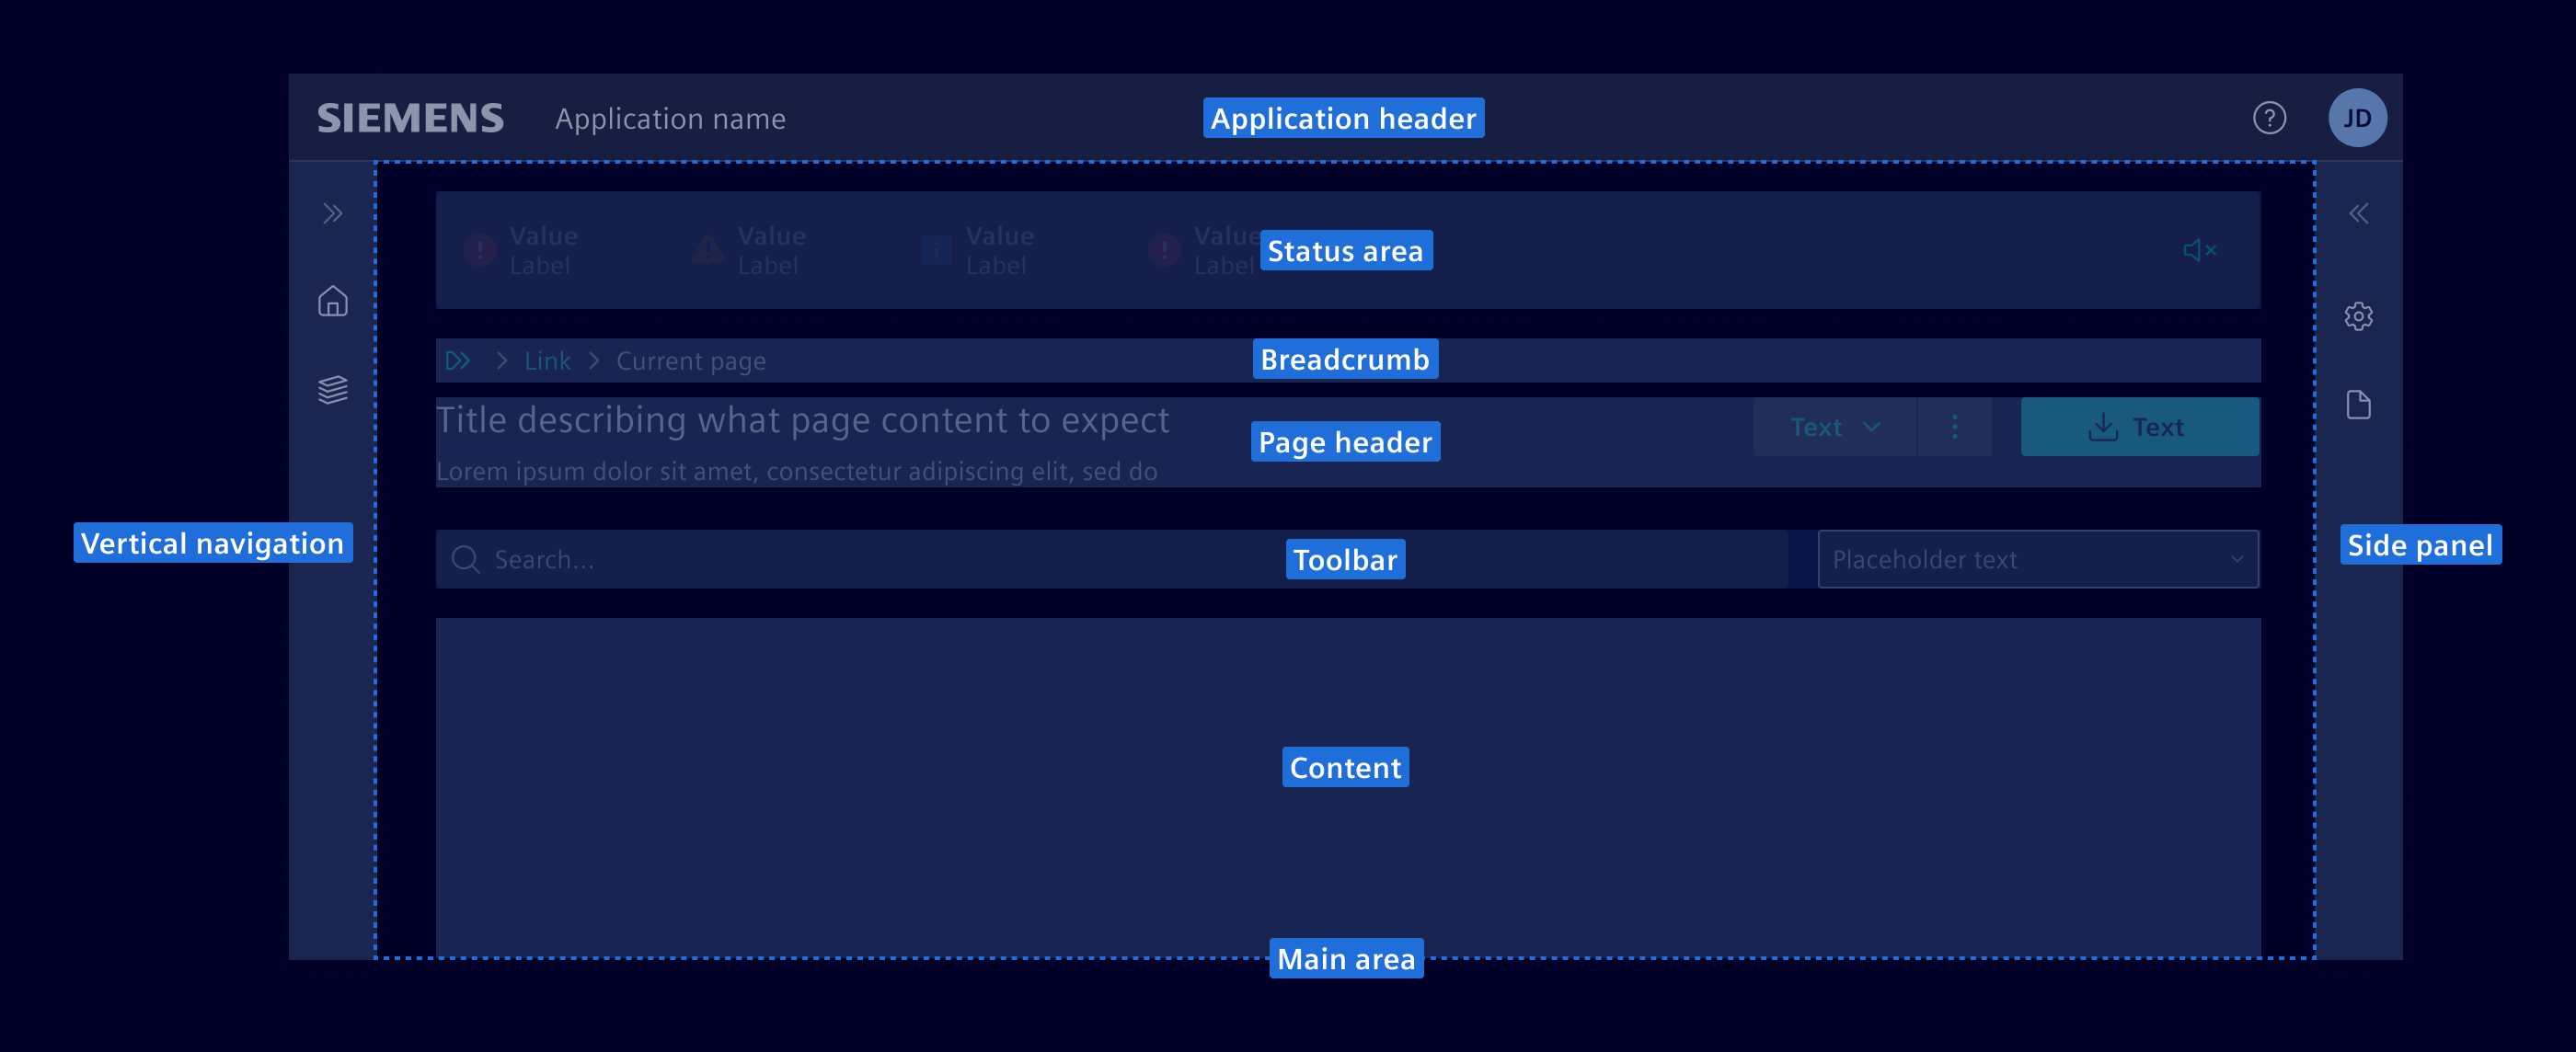 SIEMENS Application name Application header ? JD
Value Value i Value Value
Label Label Label Label
Status area
Link Current page Breadcrumb
Title describing what page content to expect
Page header
Text Text
Lorem ipsum dolor sit amet, consectetur adipiscing elit, sed do
Vertical navigation
Side panel
Search... Toolbar Placeholder text
Content
Main area